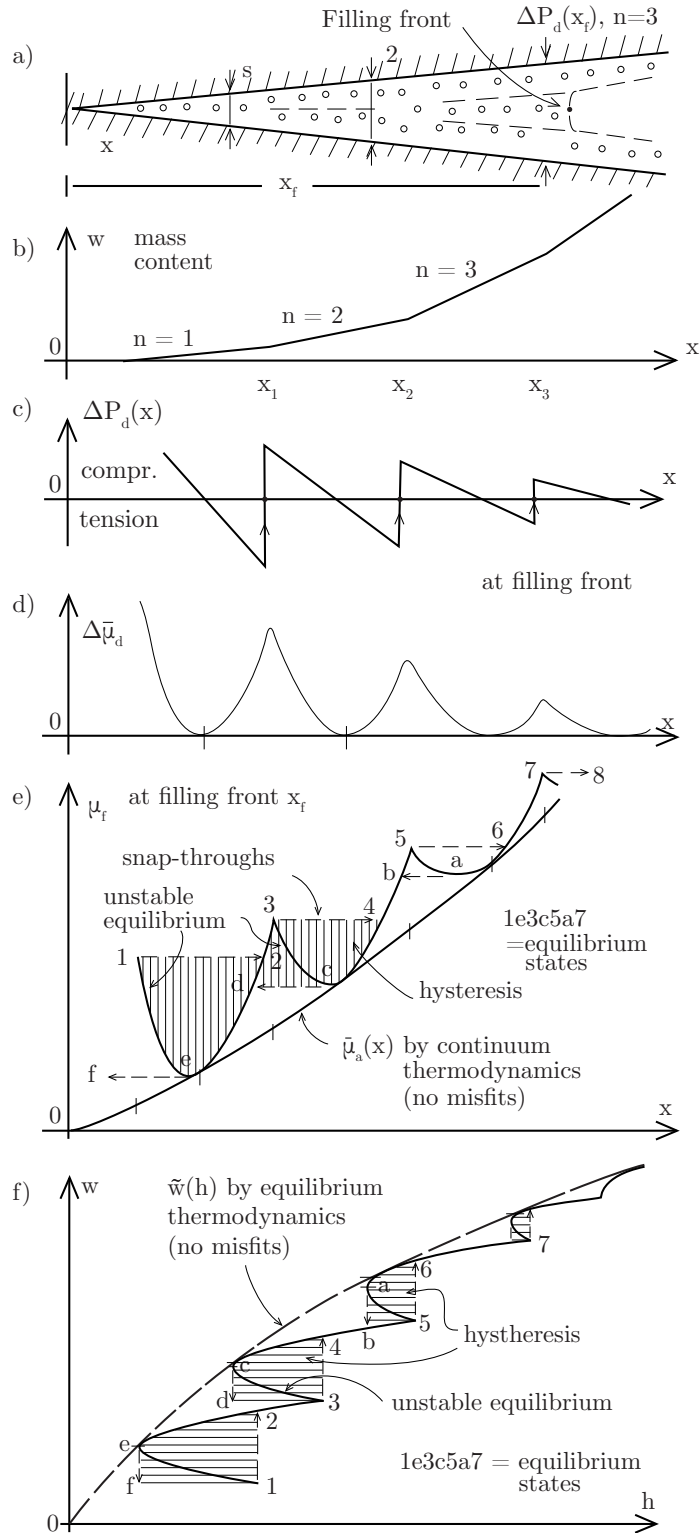 Filling front
ΔP_d(x_f), n=3
a)
s
2
x
x_f
b)
w
mass
content
n = 1
n = 2
n = 3
0
x
x_1
x_2
x_3
c)
ΔP_d(x)
0
compr.
tension
x
at filling front
d)
Δμ̄_d
0
x
e)
μ_f
at filling front x_f
7
8
5
6
a
b
snap-throughs
unstable
equilibrium
3
4
1
2
c
d
1e3c5a7
=equilibrium
states
hysteresis
e
f
μ̄_a(x) by continuum
thermodynamics
(no misfits)
0
x
f)
w
w̃(h) by equilibrium
thermodynamics
(no misfits)
7
6
a
5
b
hystheresis
4
c
d
3
unstable equilibrium
2
e
f
1
1e3c5a7 = equilibrium
states
0
h